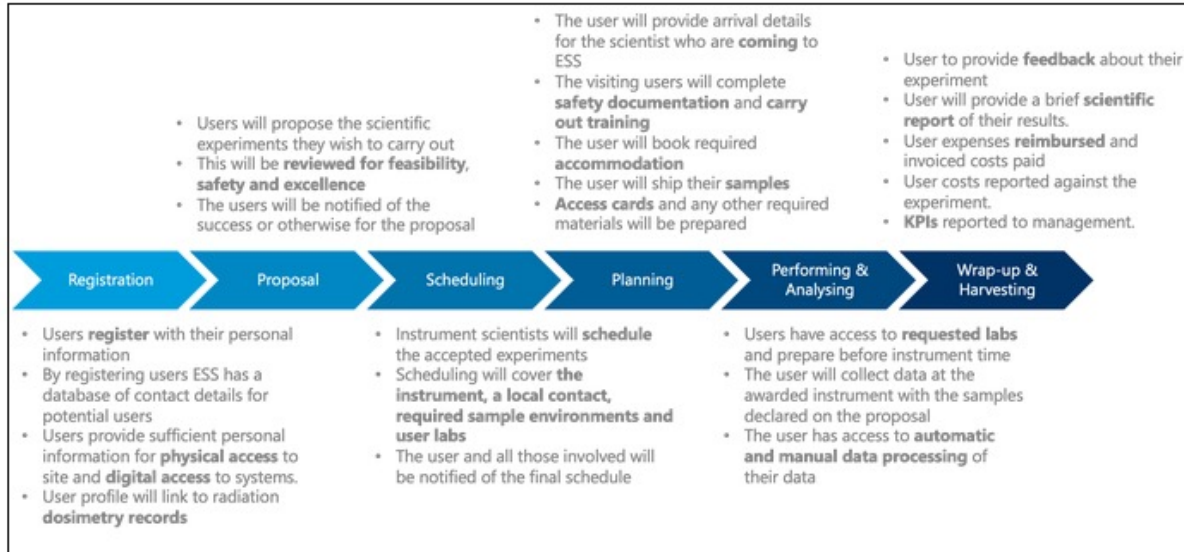 • Users will propose the scientific
experiments they wish to carry out
• This will be reviewed for feasibility,
safety and excellence
• The users will be notified of the
success or otherwise for the proposal
• The user will provide arrival details
for the scientist who are coming to
ESS
• The visiting users will complete
safety documentation and carry
out training
• The user will book required
accommodation
• The user will ship their samples
• Access cards and any other required
materials will be prepared
• User to provide feedback about their
experiment
• User will provide a brief scientific
report of their results.
• User expenses reimbursed and
invoiced costs paid
• User costs reported against the
experiment.
• KPIs reported to management.
Registration
Proposal
Scheduling
Planning
Performing &
Analysing
Wrap-up &
Harvesting
• Users register with their personal
information
• By registering users ESS has a
database of contact details for
potential users
• Users provide sufficient personal
information for physical access to
site and digital access to systems.
• User profile will link to radiation
dosimetry records
• Instrument scientists will schedule
the accepted experiments
• Scheduling will cover the
instrument, a local contact,
required sample environments and
user labs
• The user and all those involved will
be notified of the final schedule
• Users have access to requested labs
and prepare before instrument time
• The user will collect data at the
awarded instrument with the samples
declared on the proposal
• The user has access to automatic
and manual data processing of
their data